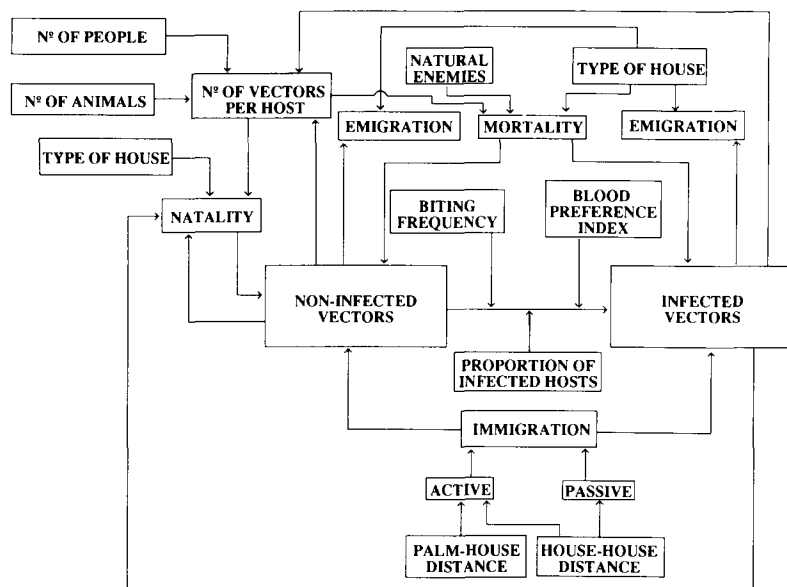 Nº OF PEOPLE
NATURAL
ENEMIES
TYPE OF HOUSE
Nº OF ANIMALS
Nº OF VECTORS
PER HOST
EMIGRATION
MORTALITY
EMIGRATION
TYPE OF HOUSE
NATALITY
BITING
FREQUENCY
BLOOD
PREFERENCE
INDEX
NON-INFECTED
VECTORS
INFECTED
VECTORS
PROPORTION OF
INFECTED HOSTS
IMMIGRATION
ACTIVE
PASSIVE
PALM-HOUSE
DISTANCE
HOUSE-HOUSE
DISTANCE